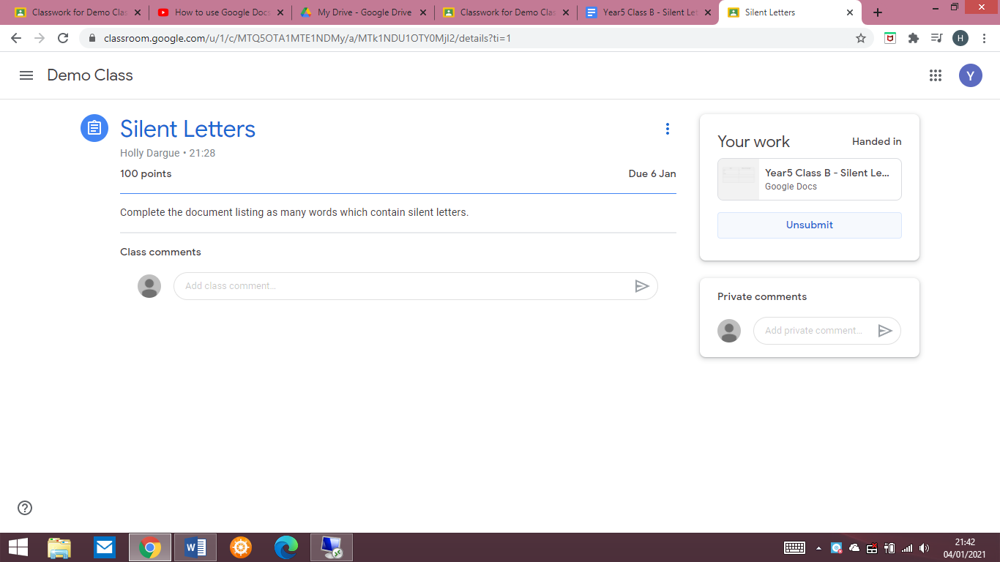 Classwork for Demo Clas
How to use Google Docs
My Drive - Google Drive
Classwork for Demo Clas
Year5 Class B - Silent Let
Silent Letters
classroom.google.com/u/1/c/MTQ5OTA1MTE1NDMy/a/MTk1NDU1OTY0MjI2/details?ti=1
H
Demo Class
Y
Silent Letters
Holly Dargue • 21:28
100 points
Due 6 Jan
Complete the document listing as many words which contain silent letters.
Class comments
Add class comment...
Your work
Handed in
Year5 Class B - Silent Le...
Google Docs
Unsubmit
Private comments
Add private comment...
21:42
04/01/2021